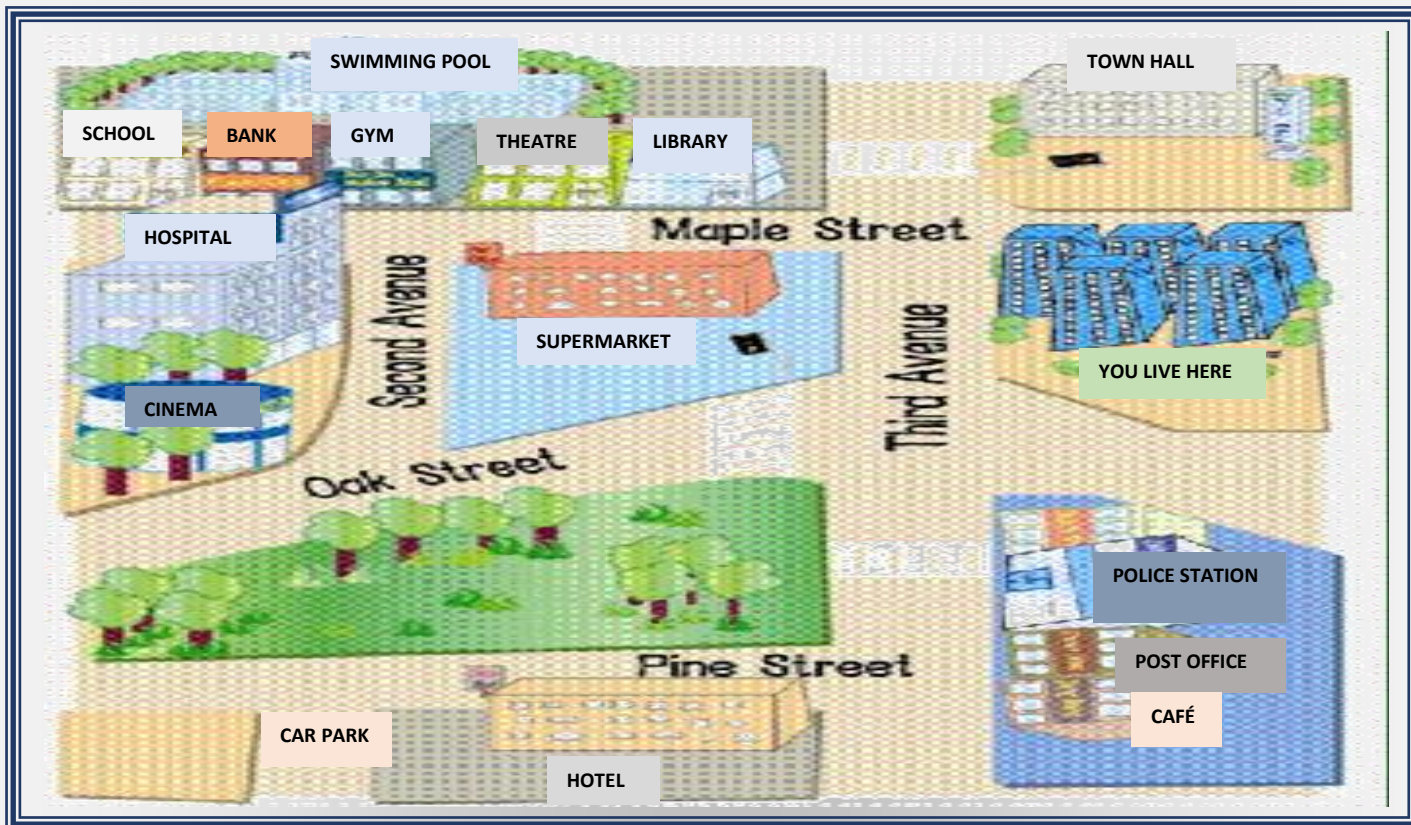 SWIMMING POOL
TOWN HALL
SCHOOL
BANK
GYM
THEATRE
LIBRARY
HOSPITAL
Maple Street
Second Avenue
SUPERMARKET
Third Avenue
YOU LIVE HERE
CINEMA
Oak Street
POLICE STATION
Pine Street
POST OFFICE
CAFÉ
CAR PARK
HOTEL